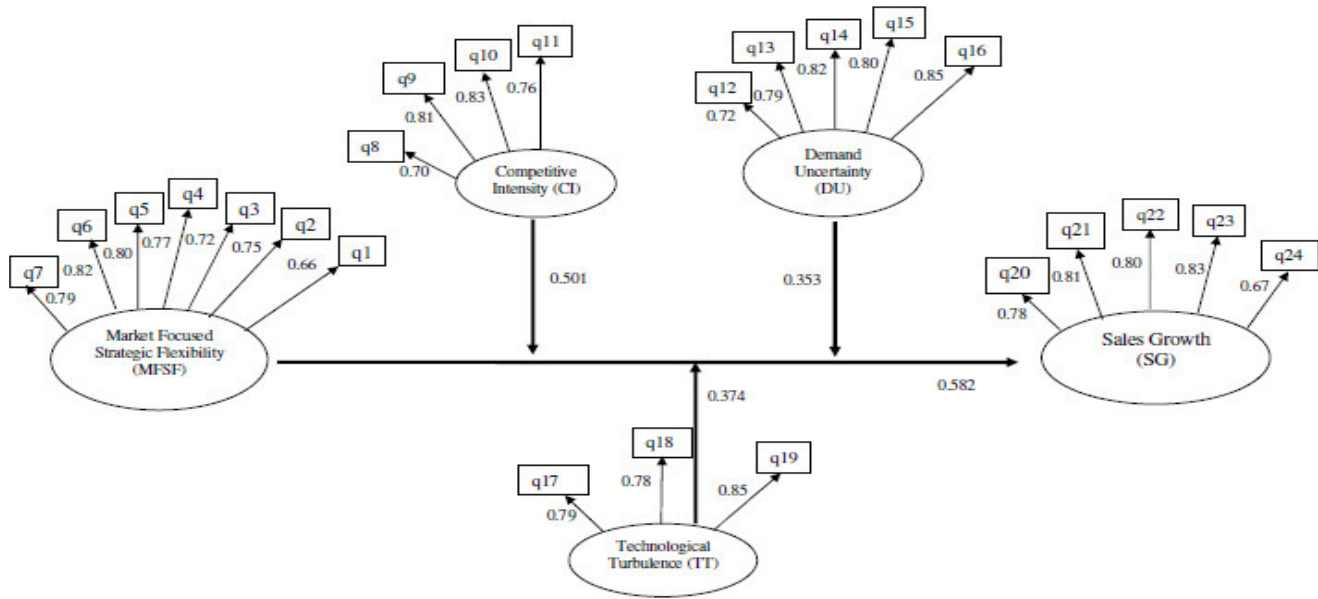 q11
q10
q9
0.76
0.83
0.81
q8
0.70
Competitive
Intensity (CI)
q15
q14
q13
q16
0.82
0.80
q12
0.79
0.85
0.72
Demand
Uncertainty
(DU)
q4
q5
q3
q6
q2
q1
q7
0.77
0.72
0.80
0.75
0.82
0.66
0.79
Market Focused
Strategic Flexibility
(MFSF)
0.501
0.353
q22
q23
q21
q24
q20
0.80
0.83
0.81
0.67
0.78
Sales Growth
(SG)
0.582
0.374
q18
q19
q17
0.78
0.85
0.79
Technological
Turbulence (TT)